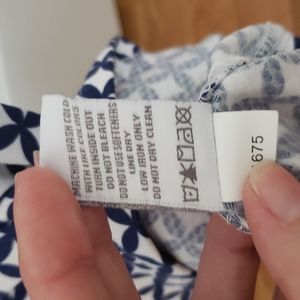 MACHINE WASH COLD
WITH LIKE COLORS
WASH INSIDE OUT
DO NOT BLEACH
DO NOT USE SOFTENERS
LINE DRY
LOW IRON ONLY
DO NOT DRY CLEAN
675